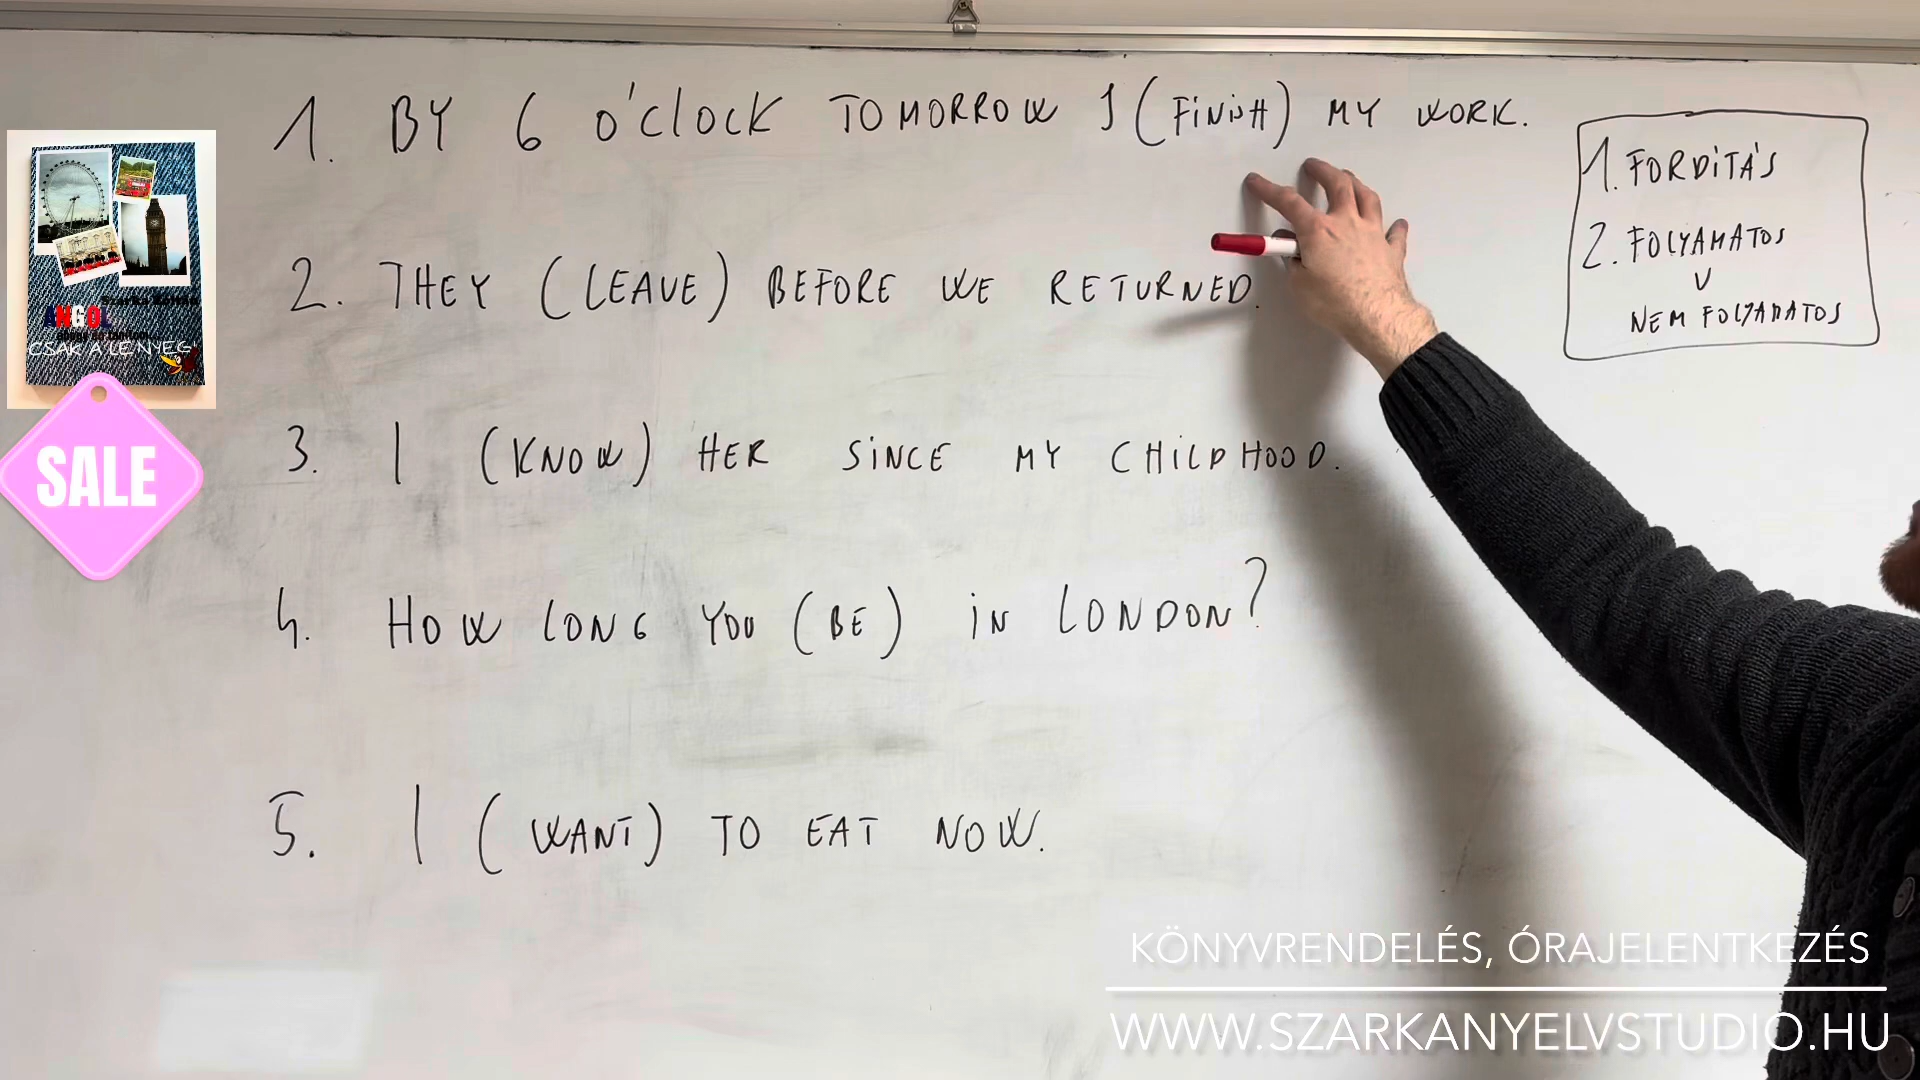 1. BY 6 O'CLOCK TOMORROW I (FINISH) MY WORK.
2. THEY (LEAVE) BEFORE WE RETURNED.
3. I (KNOW) HER SINCE MY CHILDHOOD.
4. HOW LONG YOU (BE) IN LONDON?
5. I (WANT) TO EAT NOW.
1. FORDÍTÁS
2. FOLYAMATOS
V
NEM FOLYAMATOS
Szarka Zoltán
ANGOL
CSAK A LÉNYEG
SALE
KÖNYVRENDELÉS, ÓRAJELENTKEZÉS
WWW.SZARKANYELVSTUDIO.HU